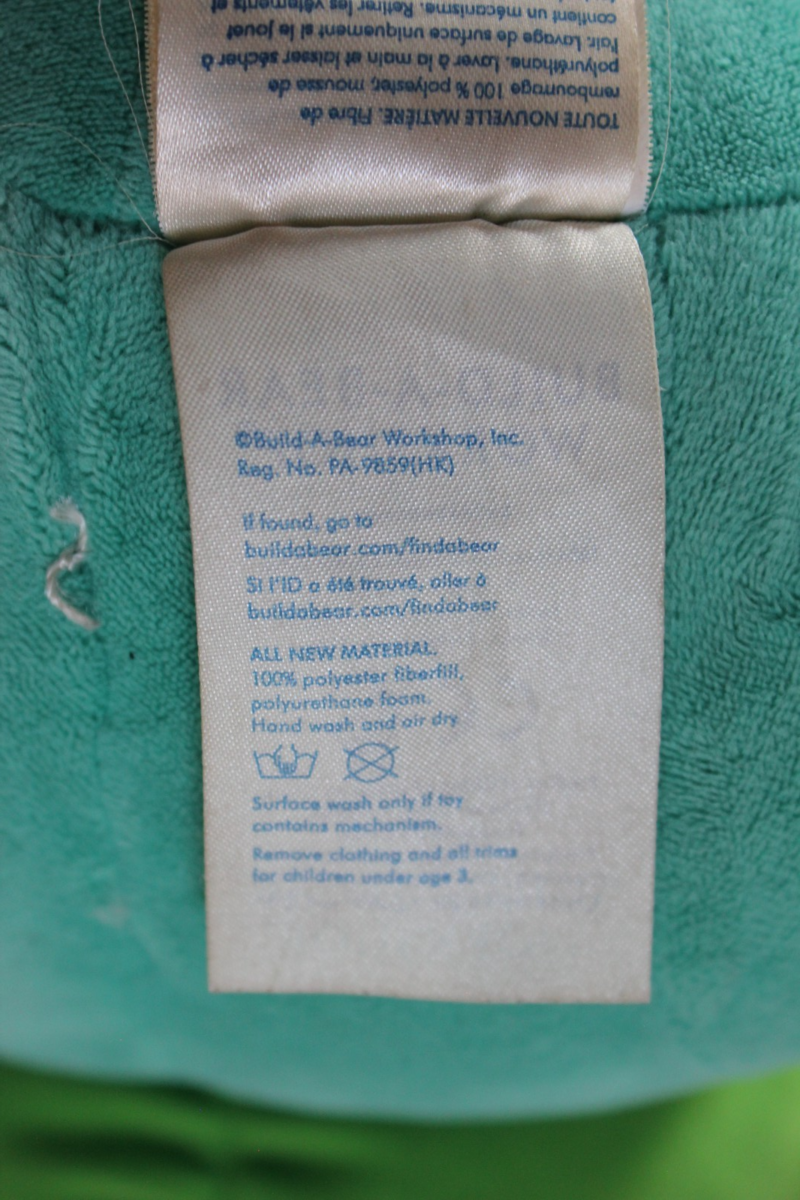 contient un mécanisme. Retirer les vêtements et
l'air. Lavage de surface uniquement si le jouet
polyuréthane. Laver à la main et laisser sécher à
rembourrage 100 % polyester, mousse de
TOUTE NOUVELLE MATIÈRE. Fibre de
BUILD-A-BEAR
©Build-A-Bear Workshop, Inc.
Reg. No. PA-9859(HK)
If found, go to
buildabear.com/findabear
Si l'ID a été trouvé, aller à
buildabear.com/findabear
ALL NEW MATERIAL.
100% polyester fiberfill,
polyurethane foam.
Hand wash and air dry
Surface wash only if toy
contains mechanism.
Remove clothing and all trims
for children under age 3.